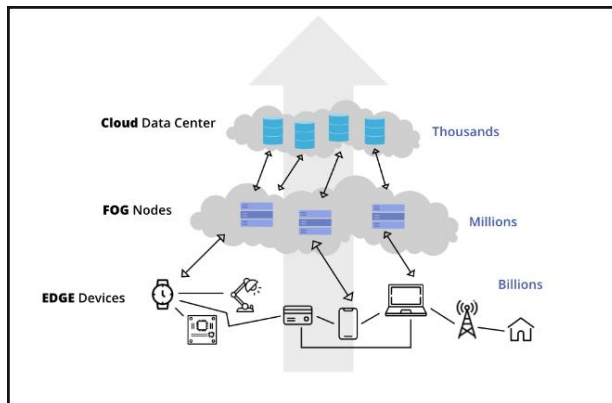 Cloud Data Center
Thousands
FOG Nodes
Millions
EDGE Devices
Billions